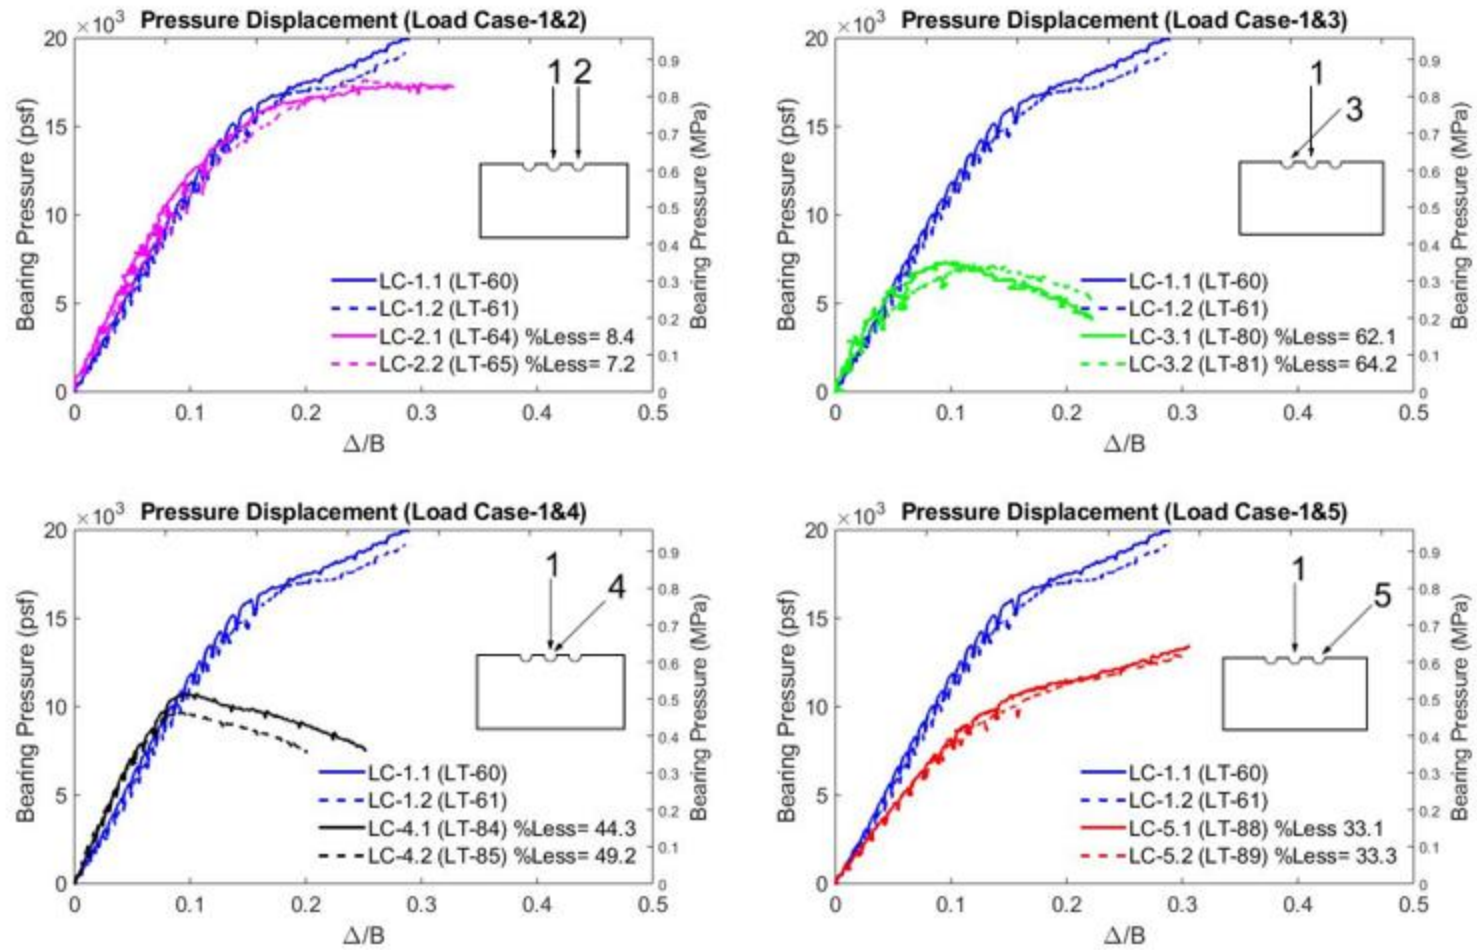 Pressure Displacement (Load Case-1&2)
×10³
20
15
10
5
0
Bearing Pressure (psf)
0.9
0.8
0.7
0.6
0.5
0.4
0.3
0.2
0.1
0
Bearing Pressure (MPa)
1 2
LC-1.1 (LT-60)
LC-1.2 (LT-61)
LC-2.1 (LT-64) %Less= 8.4
LC-2.2 (LT-65) %Less= 7.2
0 0.1 0.2 0.3 0.4 0.5
Δ/B
Pressure Displacement (Load Case-1&3)
×10³
20
15
10
5
0
Bearing Pressure (psf)
0.9
0.8
0.7
0.6
0.5
0.4
0.3
0.2
0.1
0
Bearing Pressure (MPa)
1
3
LC-1.1 (LT-60)
LC-1.2 (LT-61)
LC-3.1 (LT-80) %Less= 62.1
LC-3.2 (LT-81) %Less= 64.2
0 0.1 0.2 0.3 0.4 0.5
Δ/B
Pressure Displacement (Load Case-1&4)
×10³
20
15
10
5
0
Bearing Pressure (psf)
0.9
0.8
0.7
0.6
0.5
0.4
0.3
0.2
0.1
0
Bearing Pressure (MPa)
1
4
LC-1.1 (LT-60)
LC-1.2 (LT-61)
LC-4.1 (LT-84) %Less= 44.3
LC-4.2 (LT-85) %Less= 49.2
0 0.1 0.2 0.3 0.4 0.5
Δ/B
Pressure Displacement (Load Case-1&5)
×10³
20
15
10
5
0
Bearing Pressure (psf)
0.9
0.8
0.7
0.6
0.5
0.4
0.3
0.2
0.1
0
Bearing Pressure (MPa)
1
5
LC-1.1 (LT-60)
LC-1.2 (LT-61)
LC-5.1 (LT-88) %Less 33.1
LC-5.2 (LT-89) %Less= 33.3
0 0.1 0.2 0.3 0.4 0.5
Δ/B